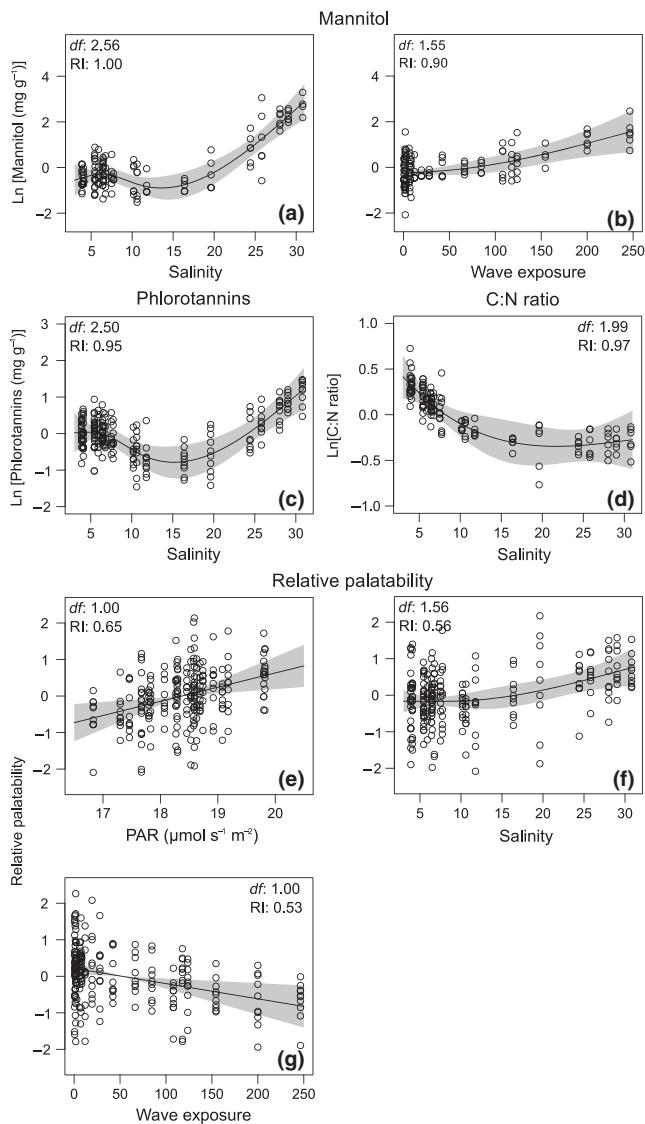 Mannitol
df: 2.56
RI: 1.00
Ln [Mannitol (mg g⁻¹)]
4
2
0
−2
5 10 15 20 25 30
Salinity
(a)
df: 1.55
RI: 0.90
4
2
0
−2
0 50 100 150 200 250
Wave exposure
(b)
Phlorotannins
df: 2.50
RI: 0.95
Ln [Phlorotannins (mg g⁻¹)]
3
2
1
0
−1
−2
5 10 15 20 25 30
Salinity
(c)
C:N ratio
df: 1.99
RI: 0.97
Ln[C:N ratio]
1.0
0.5
0.0
−0.5
−1.0
5 10 15 20 25 30
Salinity
(d)
Relative palatability
df: 1.00
RI: 0.65
Relative palatability
2
1
0
−1
−2
17 18 19 20
PAR (µmol s⁻¹ m⁻²)
(e)
df: 1.56
RI: 0.56
2
1
0
−1
−2
5 10 15 20 25 30
Salinity
(f)
df: 1.00
RI: 0.53
2
1
0
−1
−2
0 50 100 150 200 250
Wave exposure
(g)